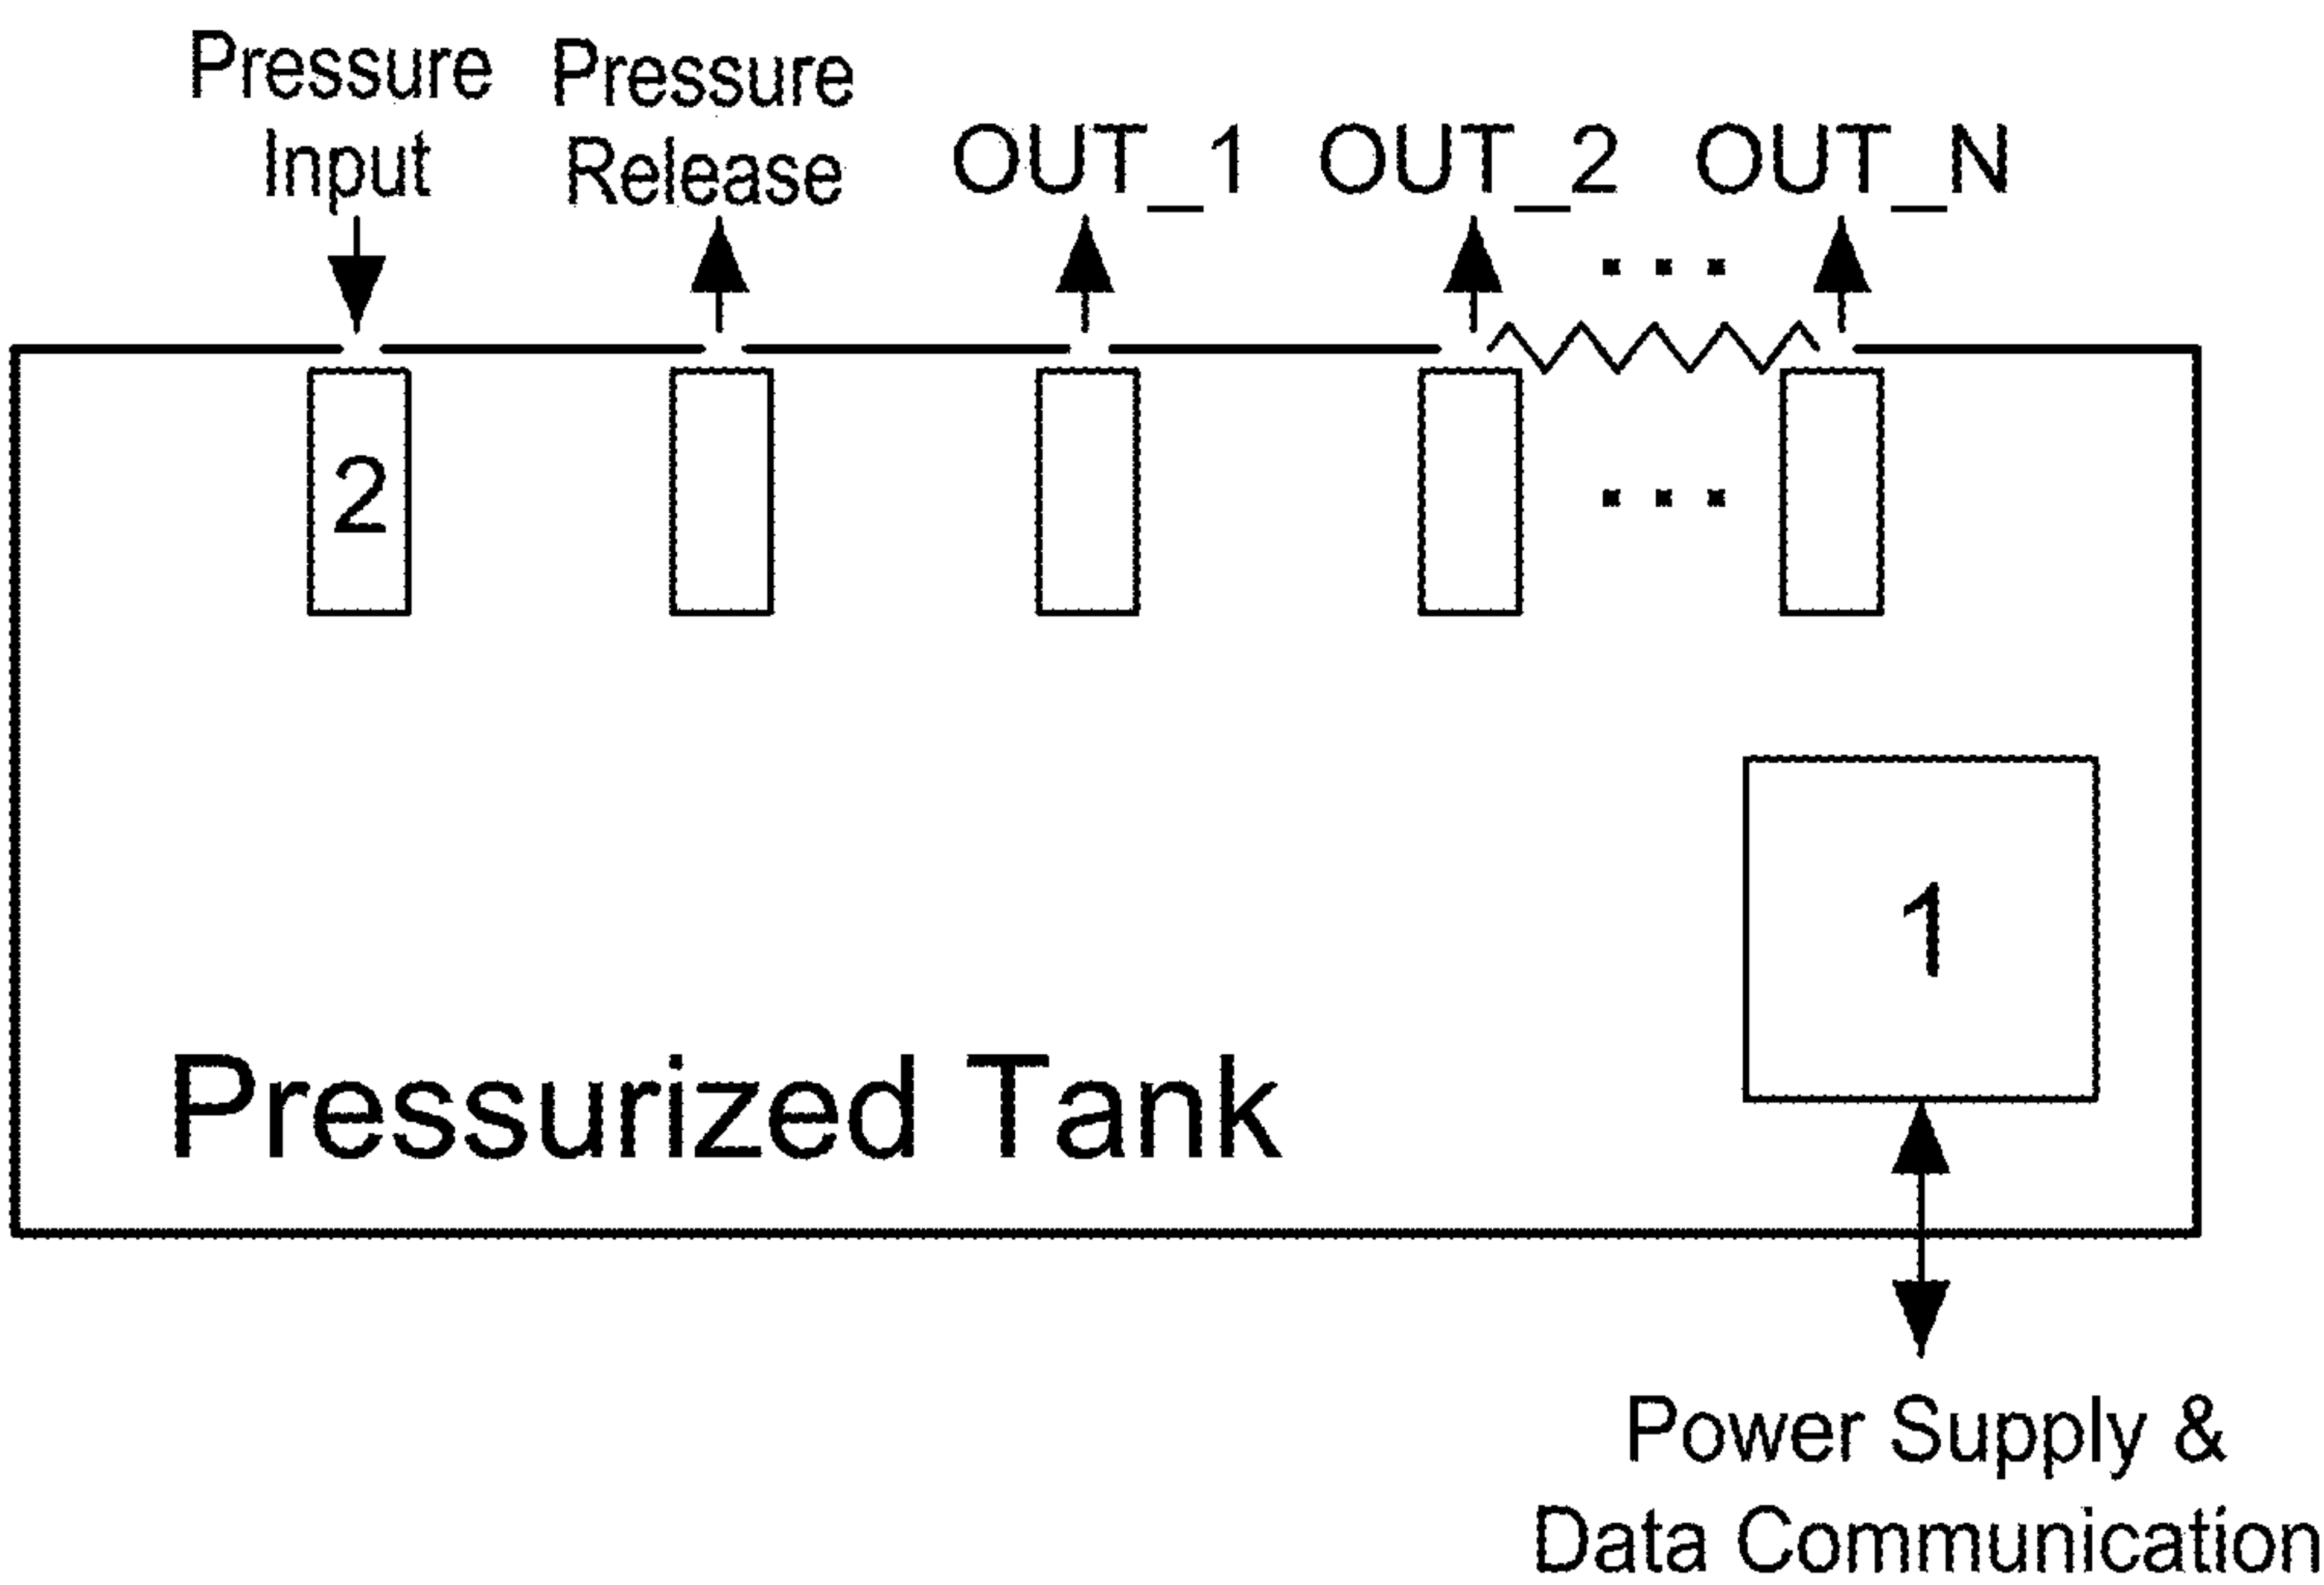 Pressure
Input
Pressure
Release
OUT_1
OUT_2
OUT_N
...
2
...
1
Pressurized Tank
Power Supply &
Data Communication